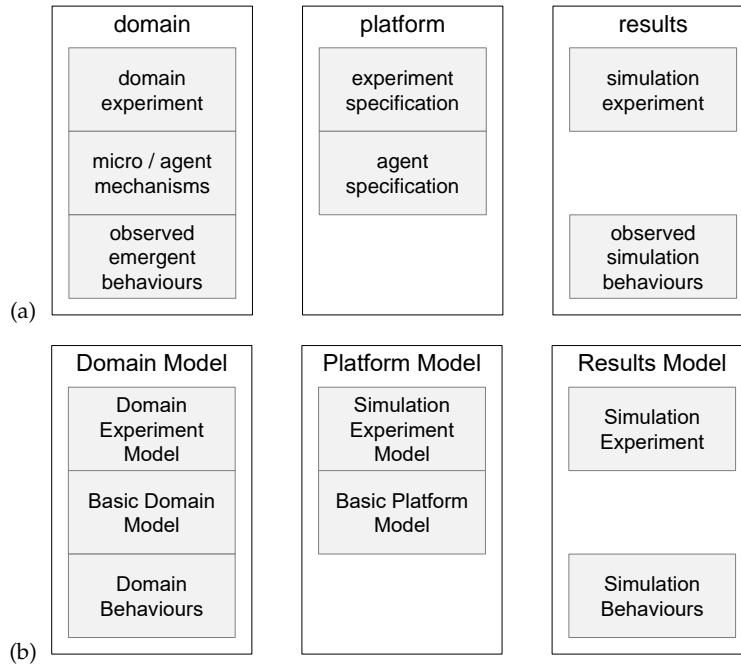 domain
domain
experiment
micro / agent
mechanisms
observed
emergent
behaviours
platform
experiment
specification
agent
specification
results
simulation
experiment
observed
simulation
behaviours
(a)
Domain Model
Domain
Experiment
Model
Basic Domain
Model
Domain
Behaviours
Platform Model
Simulation
Experiment
Model
Basic Platform
Model
Results Model
Simulation
Experiment
Simulation
Behaviours
(b)